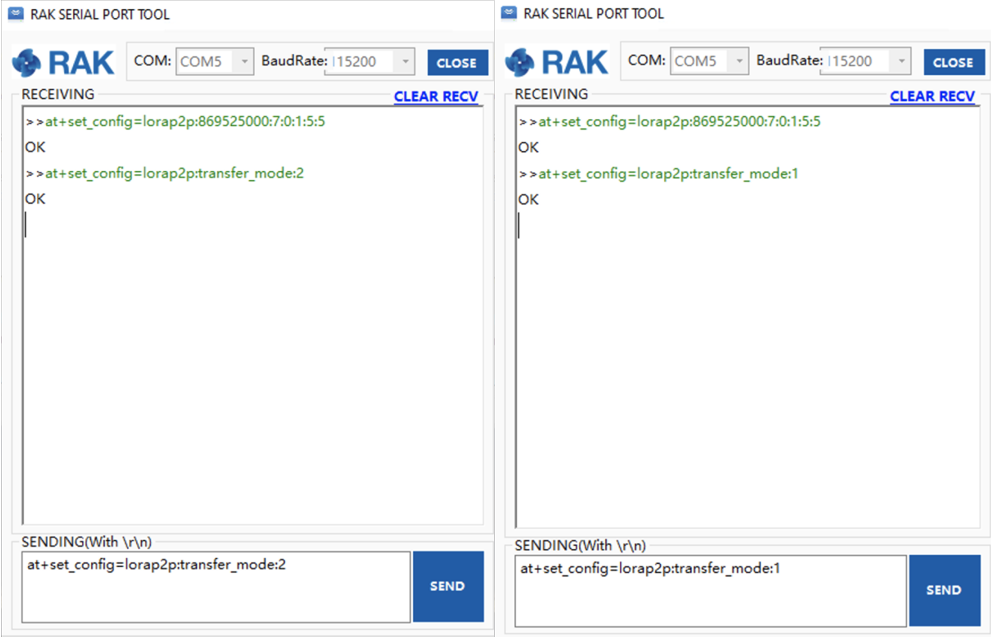 RAK SERIAL PORT TOOL
RAK
COM: COM5 BaudRate: 115200 CLOSE
RECEIVING
CLEAR RECV
>>at+set_config=lorap2p:869525000:7:0:1:5:5
OK
>>at+set_config=lorap2p:transfer_mode:2
OK
SENDING(With \r\n)
at+set_config=lorap2p:transfer_mode:2
SEND
RAK SERIAL PORT TOOL
RAK
COM: COM5 BaudRate: 115200 CLOSE
RECEIVING
CLEAR RECV
>>at+set_config=lorap2p:869525000:7:0:1:5:5
OK
>>at+set_config=lorap2p:transfer_mode:1
OK
SENDING(With \r\n)
at+set_config=lorap2p:transfer_mode:1
SEND